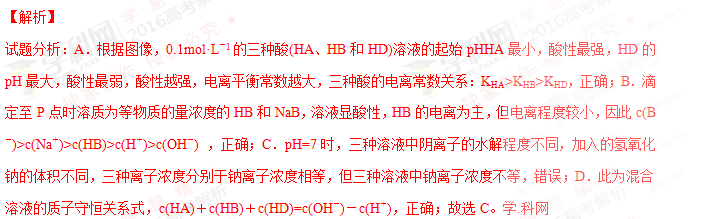 【解析】
试题分析：A．根据图像，0.1mol·L⁻¹的三种酸(HA、HB 和 HD)溶液的起始 pHHA 最小，酸性最强，HD 的
pH 最大，酸性最弱，酸性越强，电离平衡常数越大，三种酸的电离常数关系：KHA>KHB>KHD，正确；B．滴
定至 P 点时溶质为等物质的量浓度的 HB 和 NaB，溶液显酸性，HB 的电离为主，但电离程度较小，因此 c(B
⁻)>c(Na⁺)>c(HB)>c(H⁺)>c(OH⁻) ，正确；C．pH=7 时，三种溶液中阴离子的水解程度不同，加入的氢氧化
钠的体积不同，三种离子浓度分别于钠离子浓度相等，但三种溶液中钠离子浓度不等，错误；D．此为混合
溶液的质子守恒关系式，c(HA)＋c(HB)＋c(HD)=c(OH⁻)－c(H⁺)，正确；故选 C。学.科网